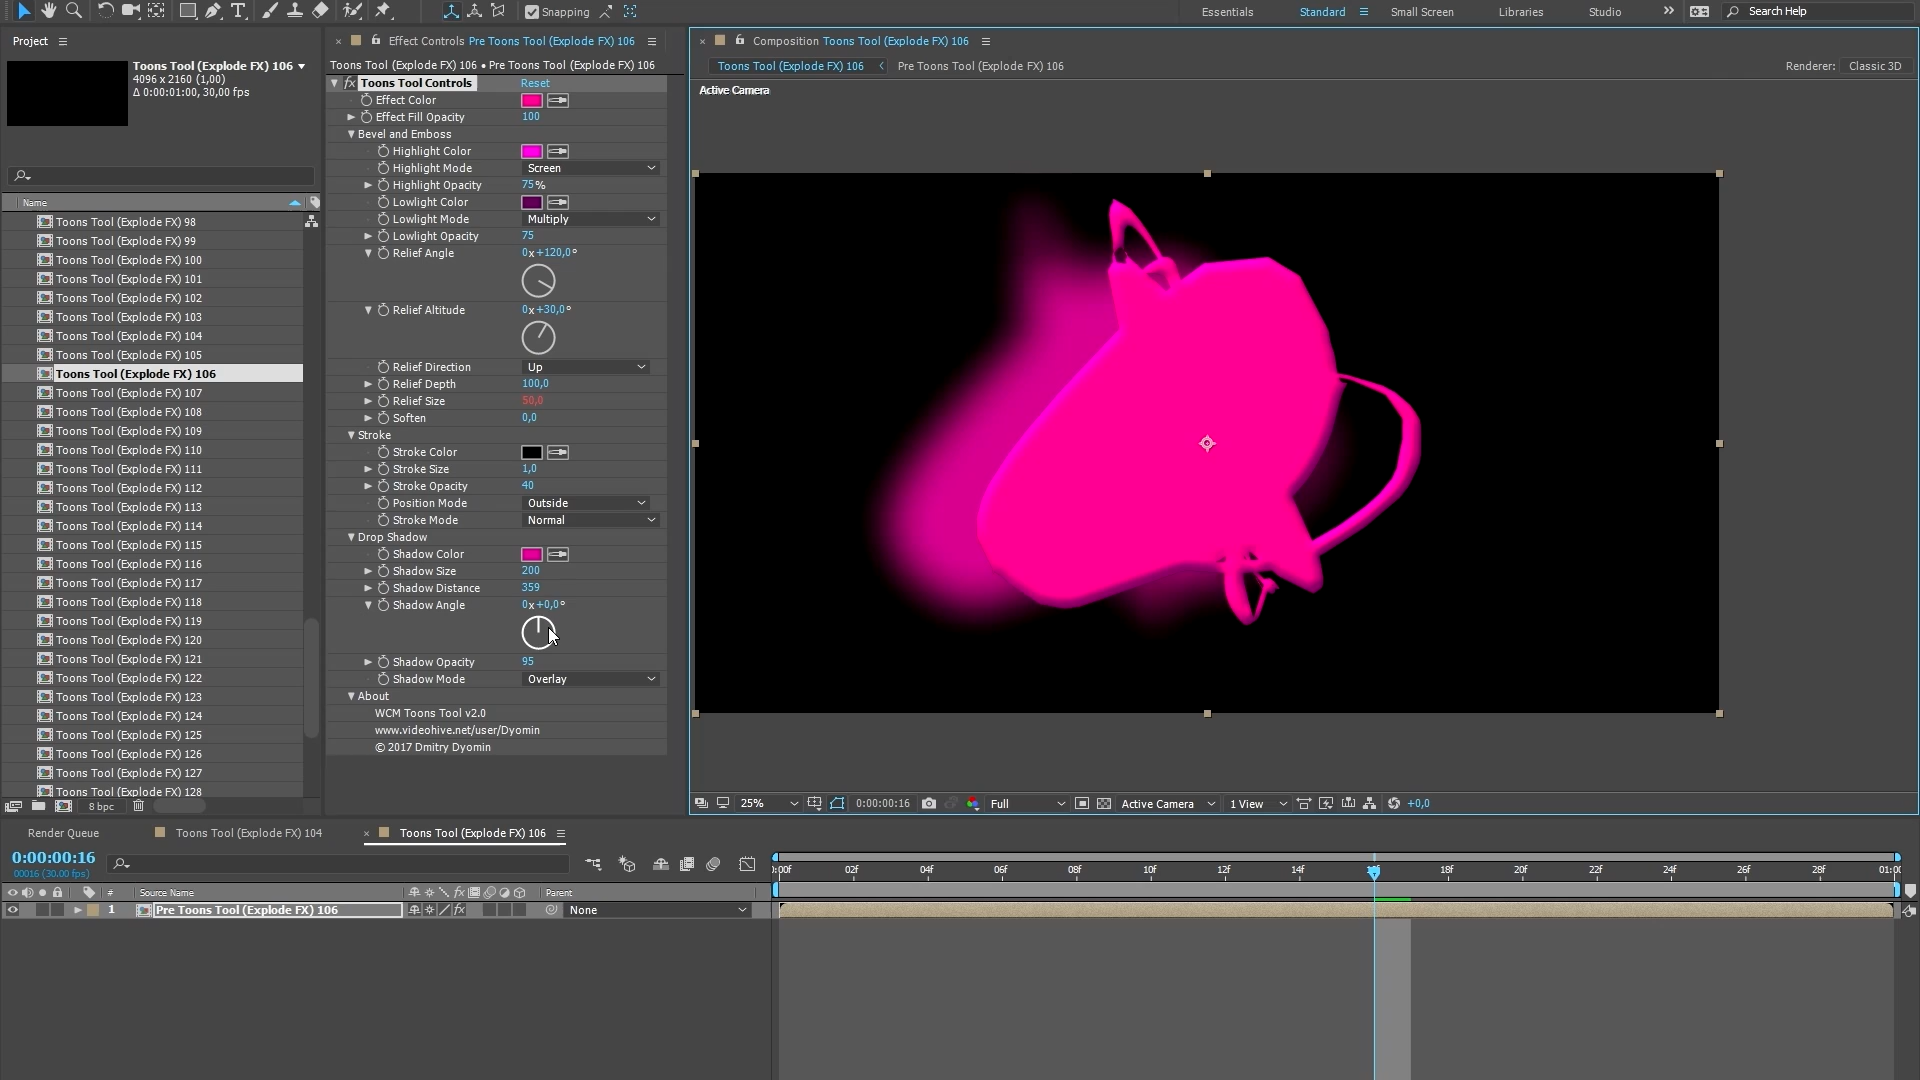 Snapping
Essentials
Standard
Small Screen
Libraries
Studio
Search Help
Project
Toons Tool (Explode FX) 106
4096 x 2160 (1,00)
Δ 0:00:01:00, 30,00 fps
Name
Toons Tool (Explode FX) 98
Toons Tool (Explode FX) 99
Toons Tool (Explode FX) 100
Toons Tool (Explode FX) 101
Toons Tool (Explode FX) 102
Toons Tool (Explode FX) 103
Toons Tool (Explode FX) 104
Toons Tool (Explode FX) 105
Toons Tool (Explode FX) 106
Toons Tool (Explode FX) 107
Toons Tool (Explode FX) 108
Toons Tool (Explode FX) 109
Toons Tool (Explode FX) 110
Toons Tool (Explode FX) 111
Toons Tool (Explode FX) 112
Toons Tool (Explode FX) 113
Toons Tool (Explode FX) 114
Toons Tool (Explode FX) 115
Toons Tool (Explode FX) 116
Toons Tool (Explode FX) 117
Toons Tool (Explode FX) 118
Toons Tool (Explode FX) 119
Toons Tool (Explode FX) 120
Toons Tool (Explode FX) 121
Toons Tool (Explode FX) 122
Toons Tool (Explode FX) 123
Toons Tool (Explode FX) 124
Toons Tool (Explode FX) 125
Toons Tool (Explode FX) 126
Toons Tool (Explode FX) 127
Toons Tool (Explode FX) 128
8 bpc
Effect Controls Pre Toons Tool (Explode FX) 106
Toons Tool (Explode FX) 106 • Pre Toons Tool (Explode FX) 106
fx Toons Tool Controls Reset
Effect Color
Effect Fill Opacity 100
Bevel and Emboss
Highlight Color
Highlight Mode Screen
Highlight Opacity 75%
Lowlight Color
Lowlight Mode Multiply
Lowlight Opacity 75
Relief Angle 0x+120,0°
Relief Altitude 0x+30,0°
Relief Direction Up
Relief Depth 100,0
Relief Size 50,0
Soften 0,0
Stroke
Stroke Color
Stroke Size 1,0
Stroke Opacity 40
Position Mode Outside
Stroke Mode Normal
Drop Shadow
Shadow Color
Shadow Size 200
Shadow Distance 359
Shadow Angle 0x+0,0°
Shadow Opacity 95
Shadow Mode Overlay
About
WCM Toons Tool v2.0
www.videohive.net/user/Dyomin
© 2017 Dmitry Dyomin
Composition Toons Tool (Explode FX) 106
Toons Tool (Explode FX) 106 Pre Toons Tool (Explode FX) 106
Renderer: Classic 3D
Active Camera
25% 0:00:00:16 Full Active Camera 1 View +0,0
Render Queue
Toons Tool (Explode FX) 104
Toons Tool (Explode FX) 106
0:00:00:16
00016 (30.00 fps)
# Source Name fx Parent
1 Pre Toons Tool (Explode FX) 106 fx None
:00f 02f 04f 06f 08f 10f 12f 14f 18f 20f 22f 24f 26f 28f 01:00